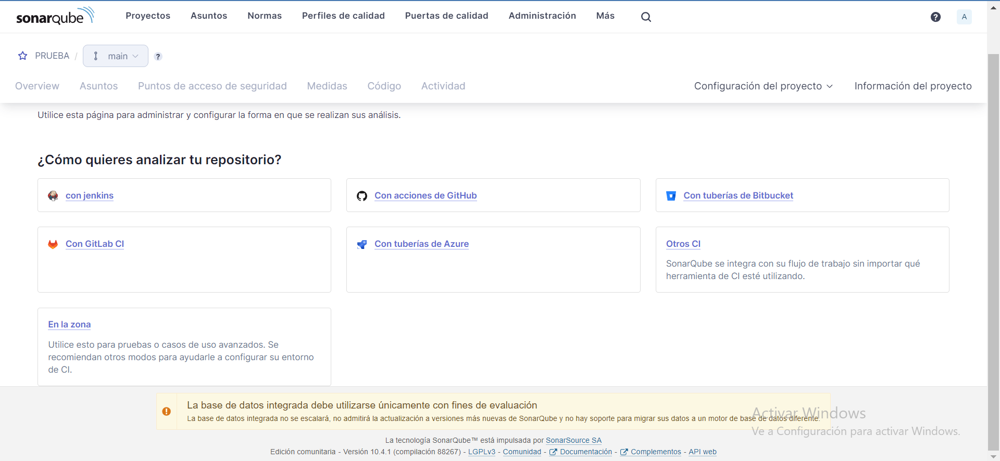 sonarqube
Proyectos Asuntos Normas Perfiles de calidad Puertas de calidad Administración Más ? A
PRUEBA / main ?
Overview Asuntos Puntos de acceso de seguridad Medidas Código Actividad Configuración del proyecto Información del proyecto
Utilice esta página para administrar y configurar la forma en que se realizan sus análisis.
¿Cómo quieres analizar tu repositorio?
con jenkins
Con acciones de GitHub
Con tuberías de Bitbucket
Con GitLab CI
Con tuberías de Azure
Otros CI
SonarQube se integra con su flujo de trabajo sin importar qué
herramienta de CI esté utilizando.
En la zona
Utilice esto para pruebas o casos de uso avanzados. Se
recomiendan otros modos para ayudarle a configurar su entorno
de CI.
La base de datos integrada debe utilizarse únicamente con fines de evaluación
La base de datos integrada no se escalará, no admitirá la actualización a versiones más nuevas de SonarQube y no hay soporte para migrar sus datos a un motor de base de datos diferente.
Activar Windows
Ve a Configuración para activar Windows.
La tecnología SonarQube™ está impulsada por SonarSource SA
Edición comunitaria - Versión 10.4.1 (compilación 88267) - LGPLv3 - Comunidad - Documentación - Complementos - API web